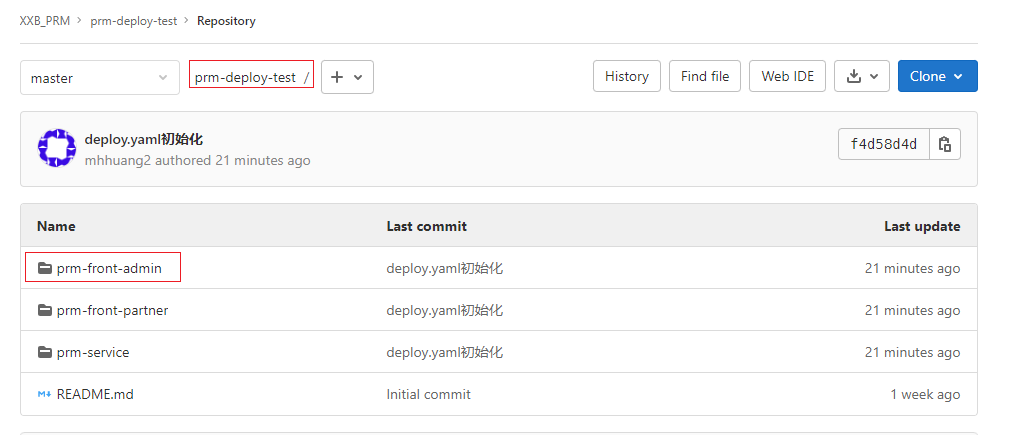 XXB_PRM > prm-deploy-test > Repository
master prm-deploy-test / + History Find file Web IDE Clone
deploy.yaml初始化
mhhuang2 authored 21 minutes ago f4d58d4d
Name Last commit Last update
prm-front-admin deploy.yaml初始化 21 minutes ago
prm-front-partner deploy.yaml初始化 21 minutes ago
prm-service deploy.yaml初始化 21 minutes ago
README.md Initial commit 1 week ago